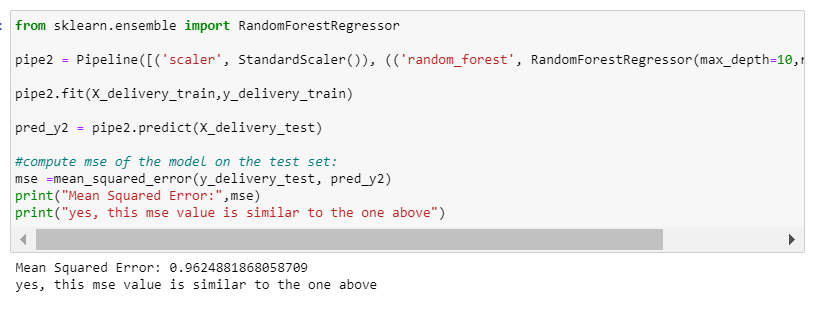 from sklearn.ensemble import RandomForestRegressor
pipe2 = Pipeline([('scaler', StandardScaler()), (('random_forest', RandomForestRegressor(max_depth=10,
pipe2.fit(X_delivery_train,y_delivery_train)
pred_y2 = pipe2.predict(X_delivery_test)
#compute mse of the model on the test set:
mse =mean_squared_error(y_delivery_test, pred_y2)
print("Mean Squared Error:",mse)
print("yes, this mse value is similar to the one above")
Mean Squared Error: 0.9624881868058709
yes, this mse value is similar to the one above